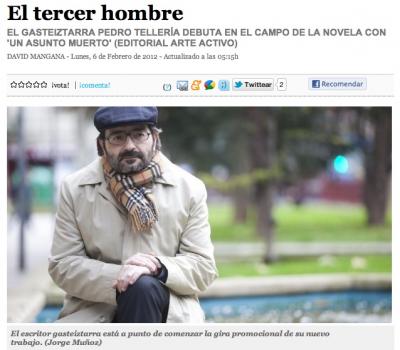 El tercer hombre
EL GASTEIZTARRA PEDRO TELLERÍA DEBUTA EN EL CAMPO DE LA NOVELA CON
'UN ASUNTO MUERTO' (EDITORIAL ARTE ACTIVO)
DAVID MANGANA - Lunes, 6 de Febrero de 2012 - Actualizado a las 05:15h
¡vota! | ¡comenta! Twittear 2 Recomendar
El escritor gasteiztarra está a punto de comenzar la gira promocional de su nuevo
trabajo. (Jorge Muñoz)